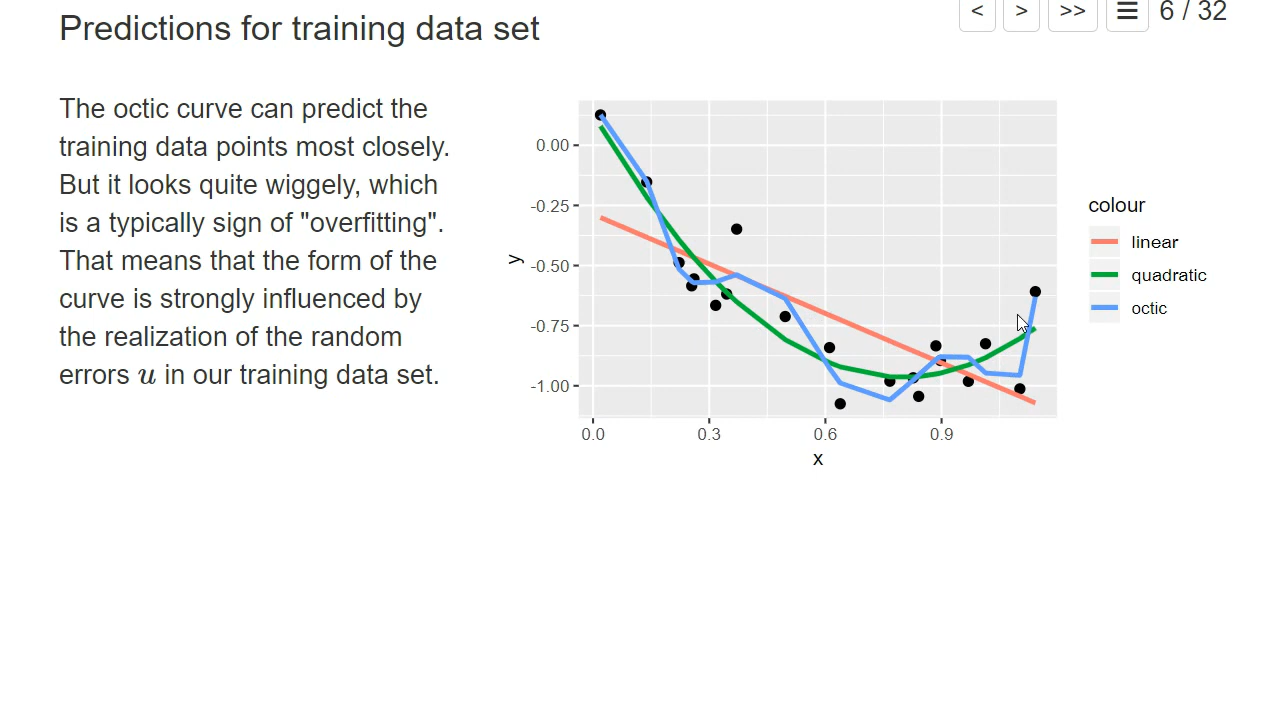 Predictions for training data set
< > >> ☰ 6 / 32
The octic curve can predict the
training data points most closely.
But it looks quite wiggely, which
is a typically sign of "overfitting".
That means that the form of the
curve is strongly influenced by
the realization of the random
errors u in our training data set.
0.00
-0.25
-0.50
-0.75
-1.00
y
0.0 0.3 0.6 0.9
x
colour
linear
quadratic
octic